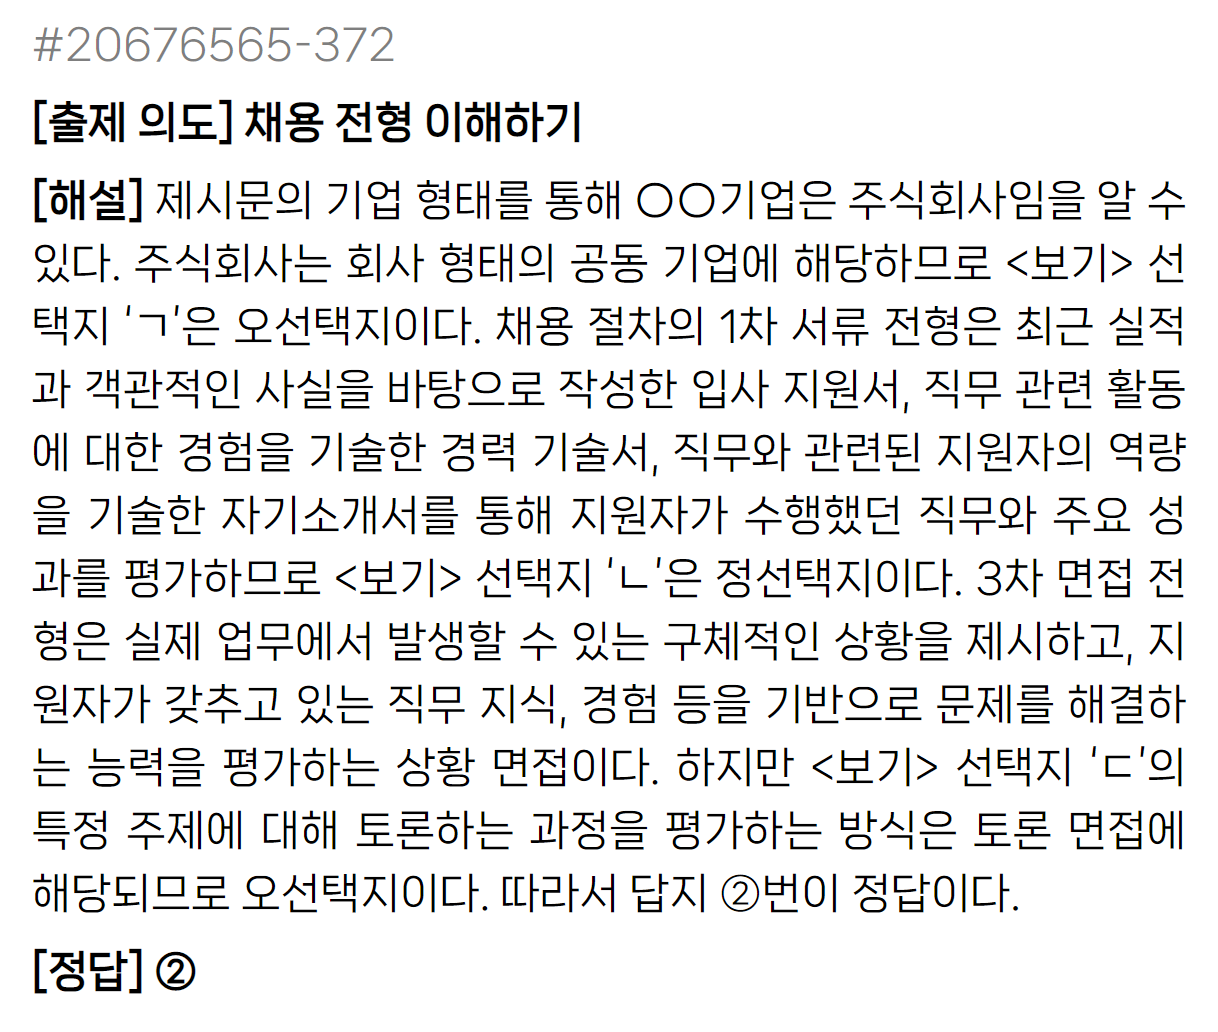 #20676565-372
[출제 의도] 채용 전형 이해하기
[해설] 제시문의 기업 형태를 통해 〇〇기업은 주식회사임을 알 수
있다. 주식회사는 회사 형태의 공동 기업에 해당하므로 <보기> 선
택지 ‘ㄱ’은 오선택지이다. 채용 절차의 1차 서류 전형은 최근 실적
과 객관적인 사실을 바탕으로 작성한 입사 지원서, 직무 관련 활동
에 대한 경험을 기술한 경력 기술서, 직무와 관련된 지원자의 역량
을 기술한 자기소개서를 통해 지원자가 수행했던 직무와 주요 성
과를 평가하므로 <보기> 선택지 ‘ㄴ’은 정선택지이다. 3차 면접 전
형은 실제 업무에서 발생할 수 있는 구체적인 상황을 제시하고, 지
원자가 갖추고 있는 직무 지식, 경험 등을 기반으로 문제를 해결하
는 능력을 평가하는 상황 면접이다. 하지만 <보기> 선택지 ‘ㄷ’의
특정 주제에 대해 토론하는 과정을 평가하는 방식은 토론 면접에
해당되므로 오선택지이다. 따라서 답지 ②번이 정답이다.
[정답] ②